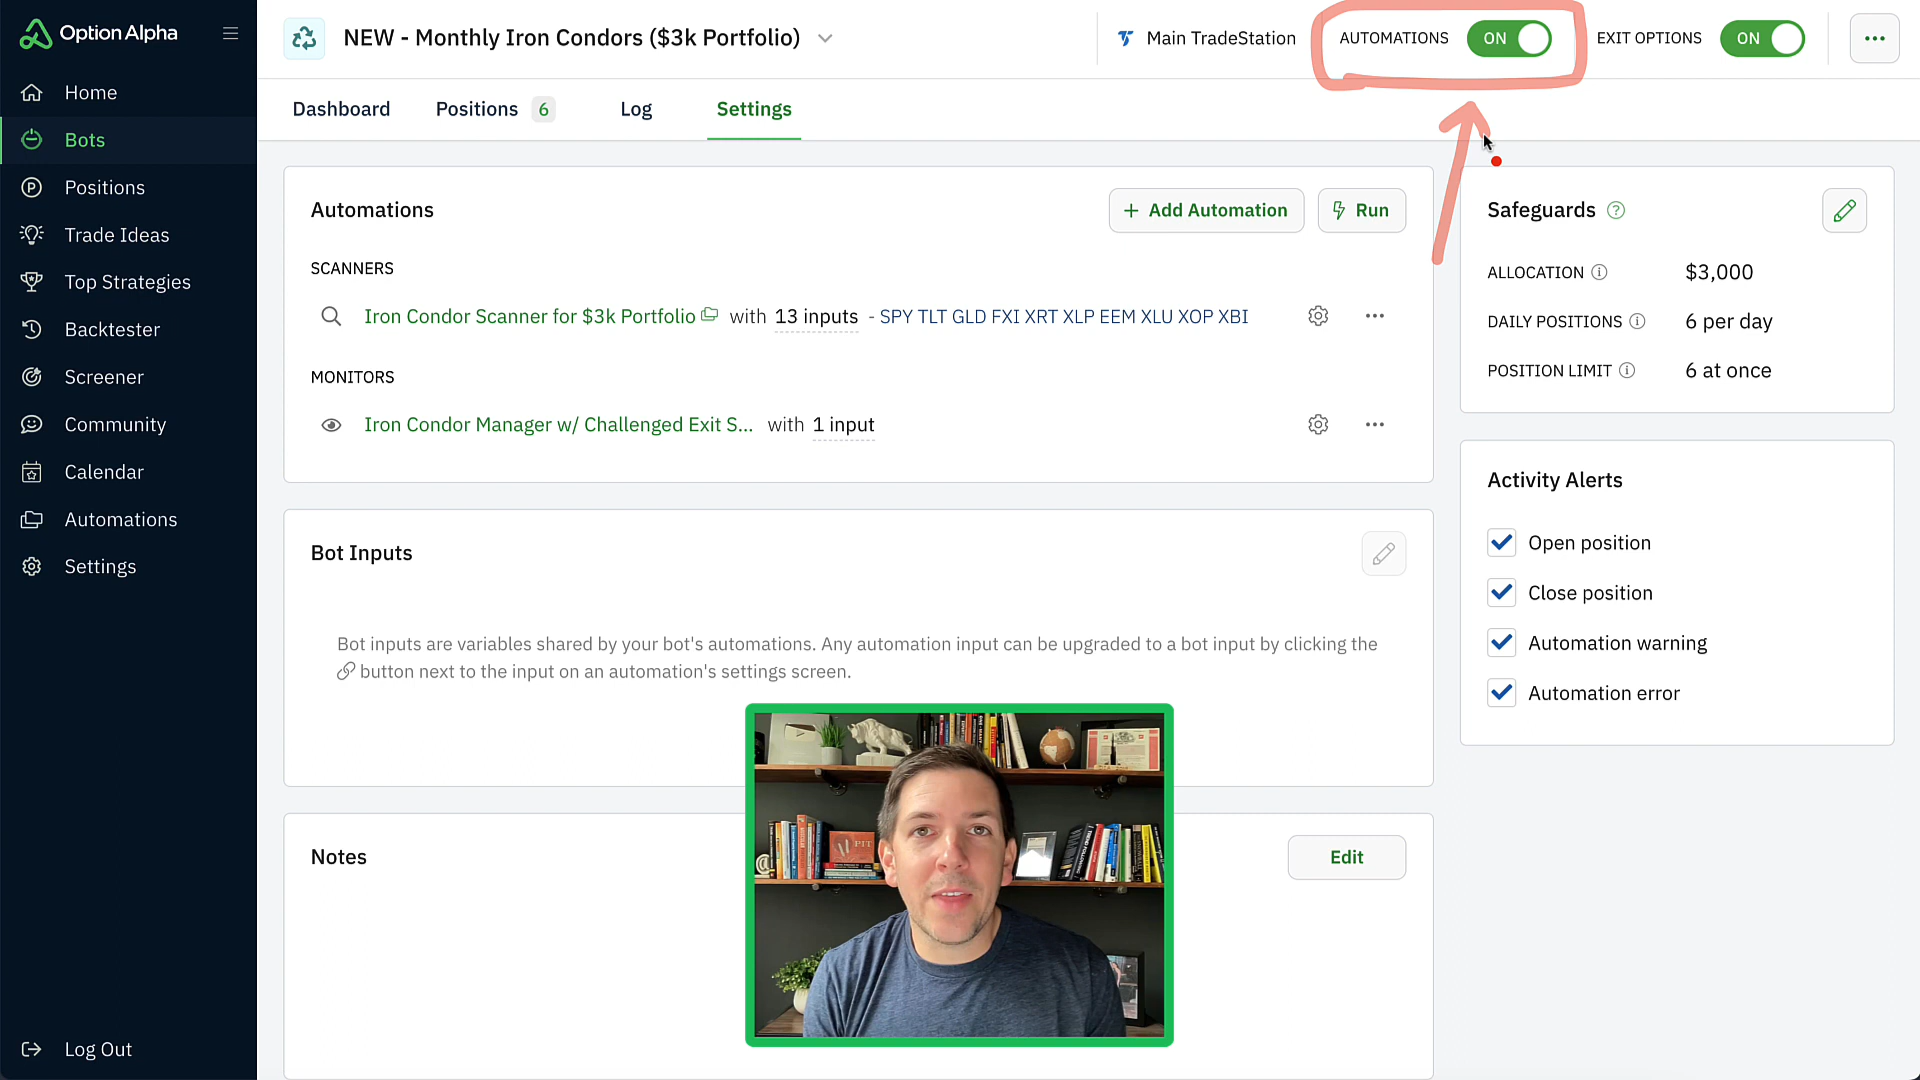 Option Alpha
NEW - Monthly Iron Condors ($3k Portfolio)
Main TradeStation
AUTOMATIONS
ON
EXIT OPTIONS
ON
Home
Bots
Positions
Trade Ideas
Top Strategies
Backtester
Screener
Community
Calendar
Automations
Settings
Log Out
Dashboard
Positions 6
Log
Settings
Automations
+ Add Automation
Run
SCANNERS
Iron Condor Scanner for $3k Portfolio with 13 inputs - SPY TLT GLD FXI XRT XLP EEM XLU XOP XBI
MONITORS
Iron Condor Manager w/ Challenged Exit S... with 1 input
Bot Inputs
Bot inputs are variables shared by your bot's automations. Any automation input can be upgraded to a bot input by clicking the
button next to the input on an automation's settings screen.
Notes
Edit
PIT
Safeguards
ALLOCATION $3,000
DAILY POSITIONS 6 per day
POSITION LIMIT 6 at once
Activity Alerts
Open position
Close position
Automation warning
Automation error